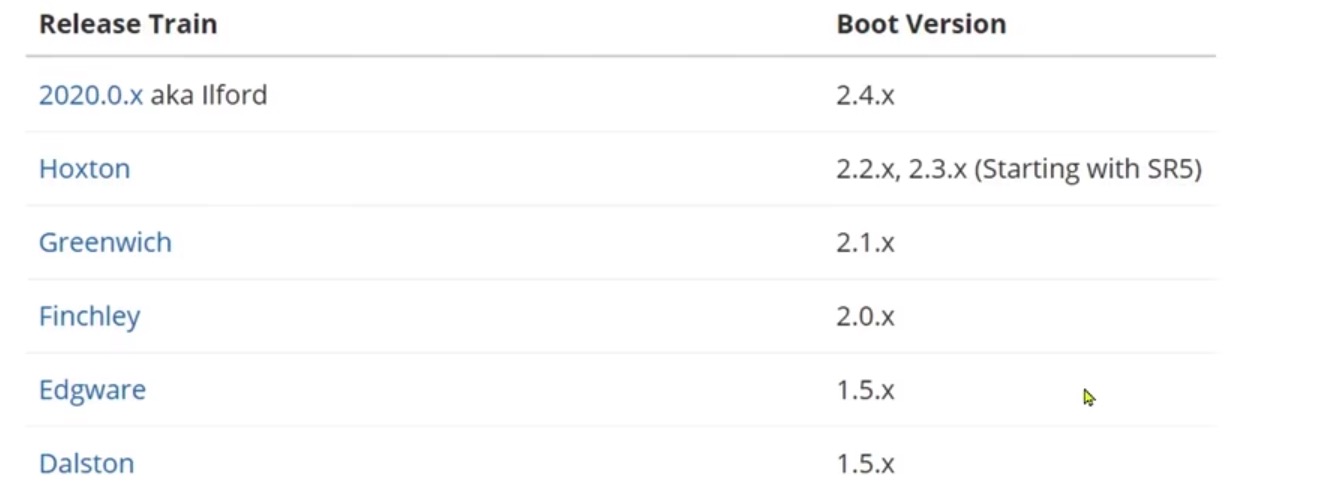 Release Train Boot Version
2020.0.x aka Ilford 2.4.x
Hoxton 2.2.x, 2.3.x (Starting with SR5)
Greenwich 2.1.x
Finchley 2.0.x
Edgware 1.5.x
Dalston 1.5.x